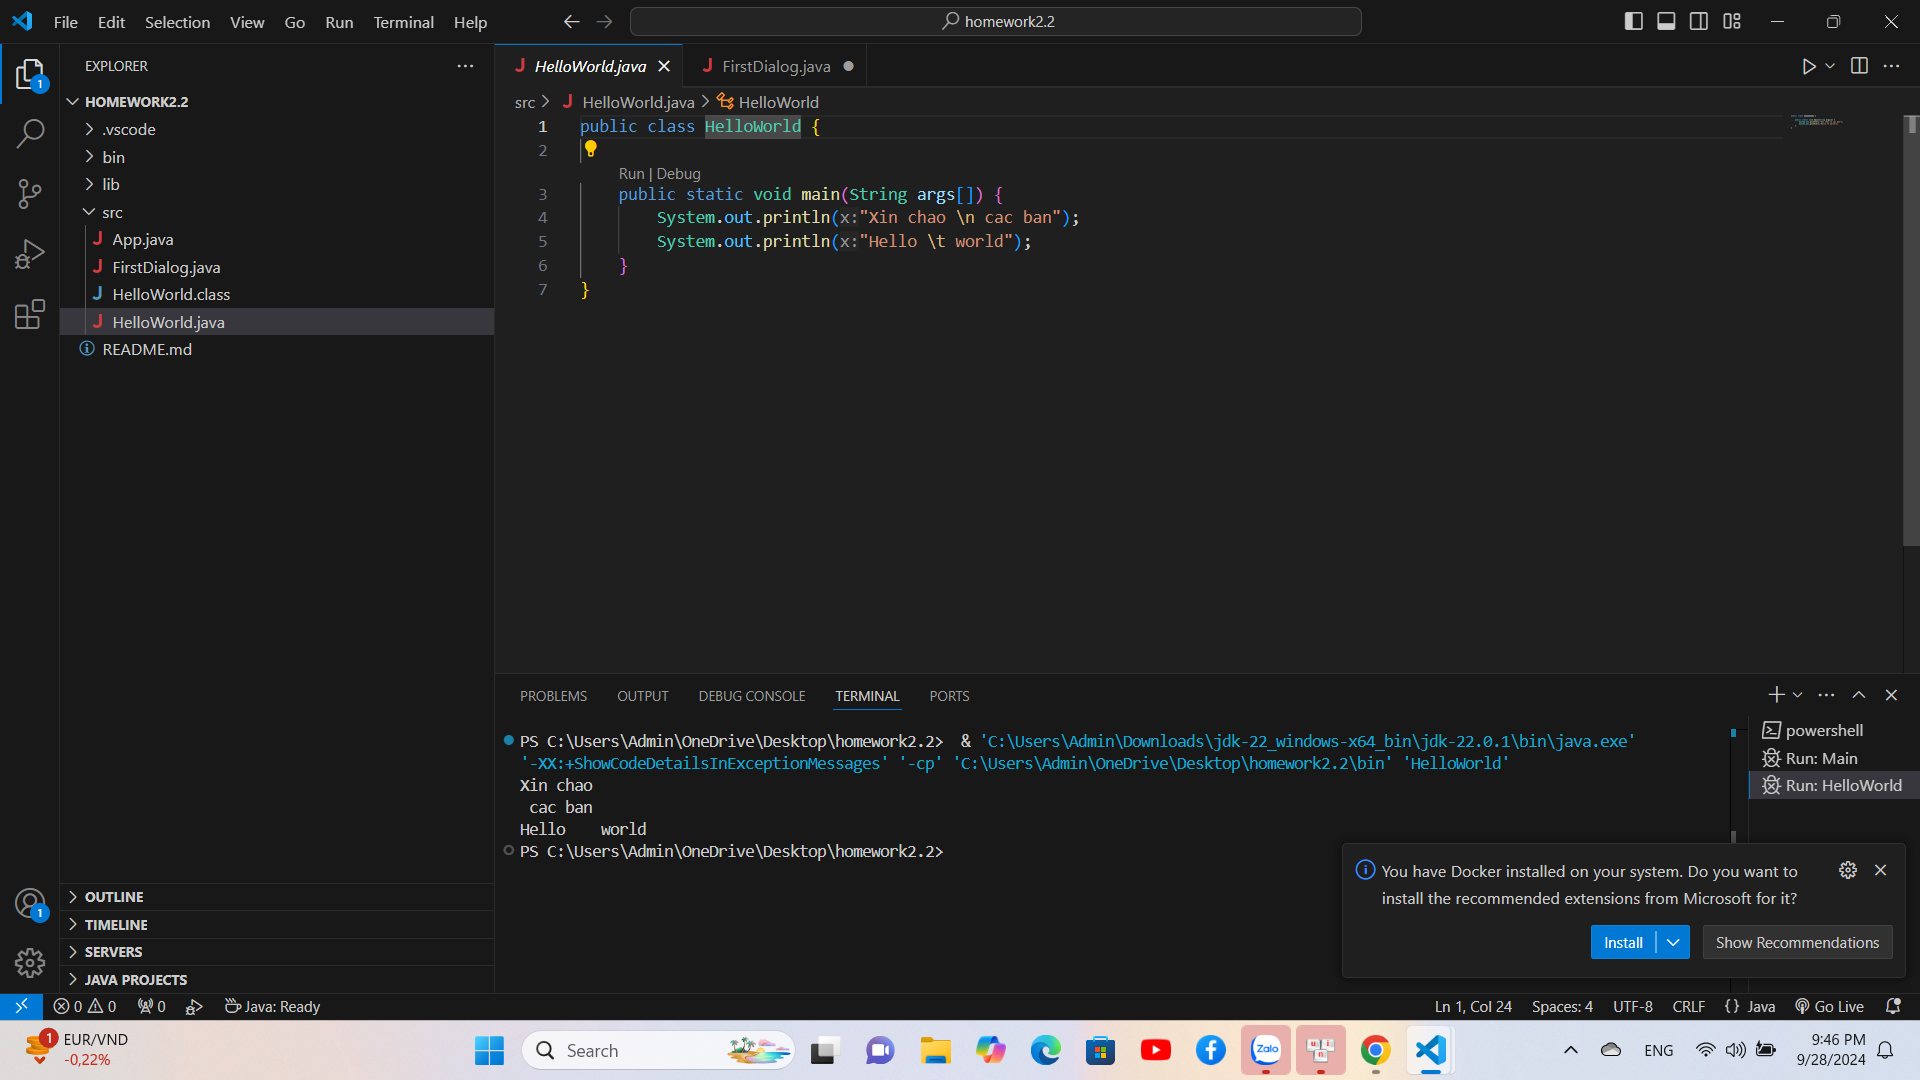 File Edit Selection View Go Run Terminal Help
homework2.2
EXPLORER
HOMEWORK2.2
.vscode
bin
lib
src
App.java
FirstDialog.java
HelloWorld.class
HelloWorld.java
README.md
OUTLINE
TIMELINE
SERVERS
JAVA PROJECTS
1
1
HelloWorld.java
FirstDialog.java
src > HelloWorld.java > HelloWorld
1 public class HelloWorld {
2
Run | Debug
3 public static void main(String args[]) {
4 System.out.println(x:"Xin chao \n cac ban");
5 System.out.println(x:"Hello \t world");
6 }
7 }
PROBLEMS OUTPUT DEBUG CONSOLE TERMINAL PORTS
PS C:\Users\Admin\OneDrive\Desktop\homework2.2> & 'C:\Users\Admin\Downloads\jdk-22_windows-x64_bin\jdk-22.0.1\bin\java.exe'
'-XX:+ShowCodeDetailsInExceptionMessages' '-cp' 'C:\Users\Admin\OneDrive\Desktop\homework2.2\bin' 'HelloWorld'
Xin chao
cac ban
Hello world
PS C:\Users\Admin\OneDrive\Desktop\homework2.2>
powershell
Run: Main
Run: HelloWorld
You have Docker installed on your system. Do you want to
install the recommended extensions from Microsoft for it?
Install
Show Recommendations
0 0 0 Java: Ready
Ln 1, Col 24 Spaces: 4 UTF-8 CRLF {} Java Go Live
1
EUR/VND
-0,22%
Search
Zalo
ENG
9:46 PM
9/28/2024